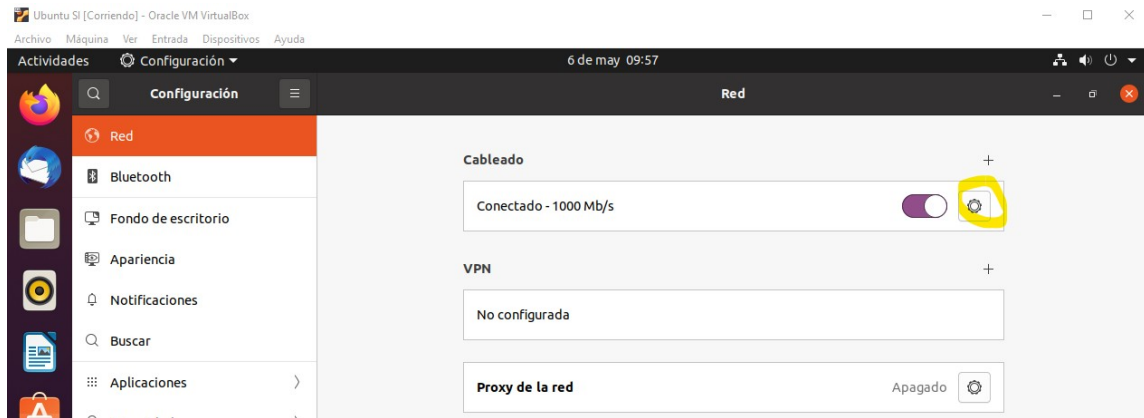 Ubuntu SI [Corriendo] - Oracle VM VirtualBox
Archivo Máquina Ver Entrada Dispositivos Ayuda
Actividades Configuración 6 de may 09:57
Configuración Red
Red
Bluetooth
Fondo de escritorio
Apariencia
Notificaciones
Buscar
Aplicaciones
Cableado
Conectado - 1000 Mb/s
VPN
No configurada
Proxy de la red Apagado